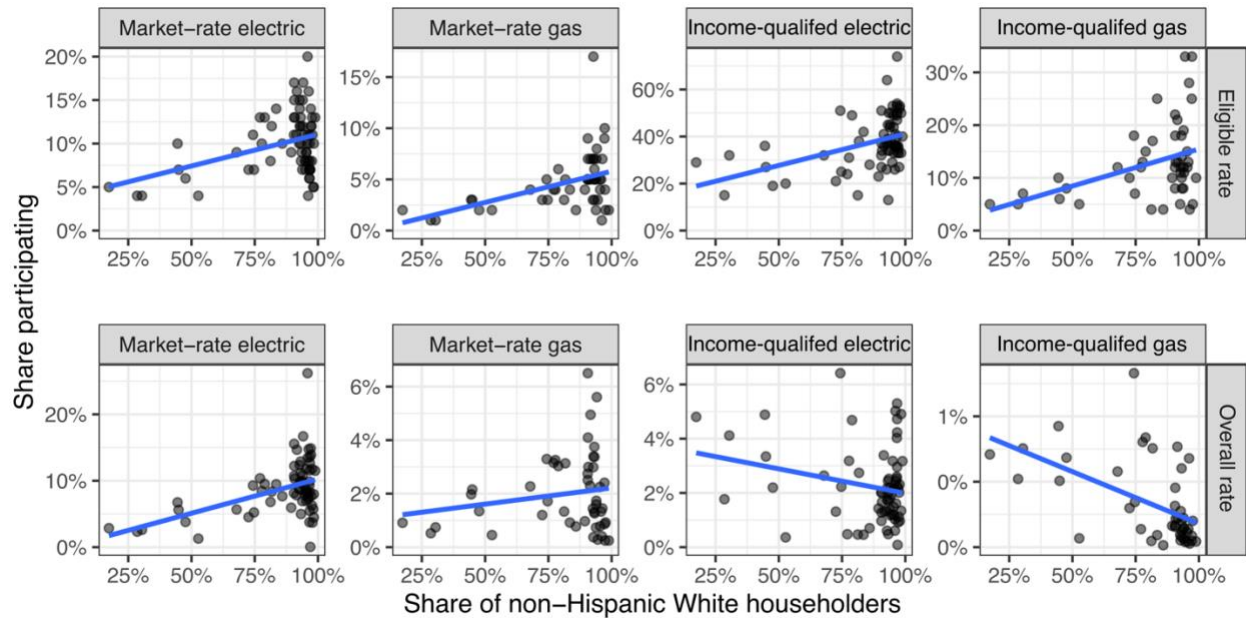 Market-rate electric
Market-rate gas
Income-qualifed electric
Income-qualifed gas
20%
15%
10%
5%
0%
15%
10%
5%
0%
60%
40%
20%
0%
30%
20%
10%
0%
Eligible rate
25% 50% 75% 100%
25% 50% 75% 100%
25% 50% 75% 100%
25% 50% 75% 100%
Share participating
Market-rate electric
Market-rate gas
Income-qualifed electric
Income-qualifed gas
20%
10%
0%
6%
4%
2%
0%
6%
4%
2%
0%
1%
0%
0%
Overall rate
25% 50% 75% 100%
25% 50% 75% 100%
25% 50% 75% 100%
25% 50% 75% 100%
Share of non-Hispanic White householders